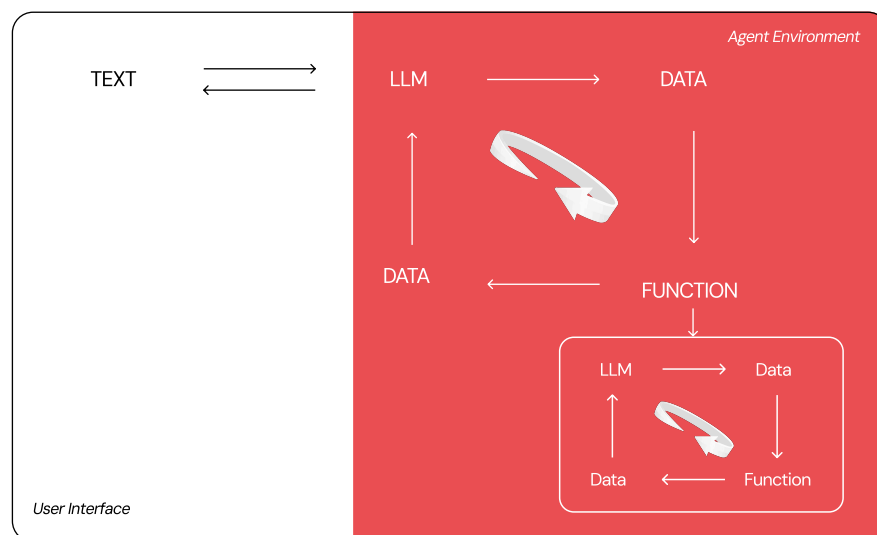 Agent Environment
TEXT
LLM
DATA
DATA
FUNCTION
LLM
Data
Data
Function
User Interface